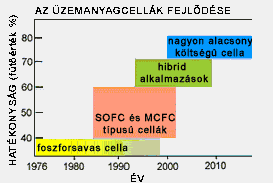 AZ ÜZEMANYAGCELLÁK FEJLŐDÉSE
HATÉKONYSÁG (fűtőérték %)
80
70
60
50
40
nagyon alacsony
költségű cella
hibrid
alkalmazások
SOFC és MCFC
típusú cellák
foszforsavas cella
1976 1980 1990 2000 2010
ÉV